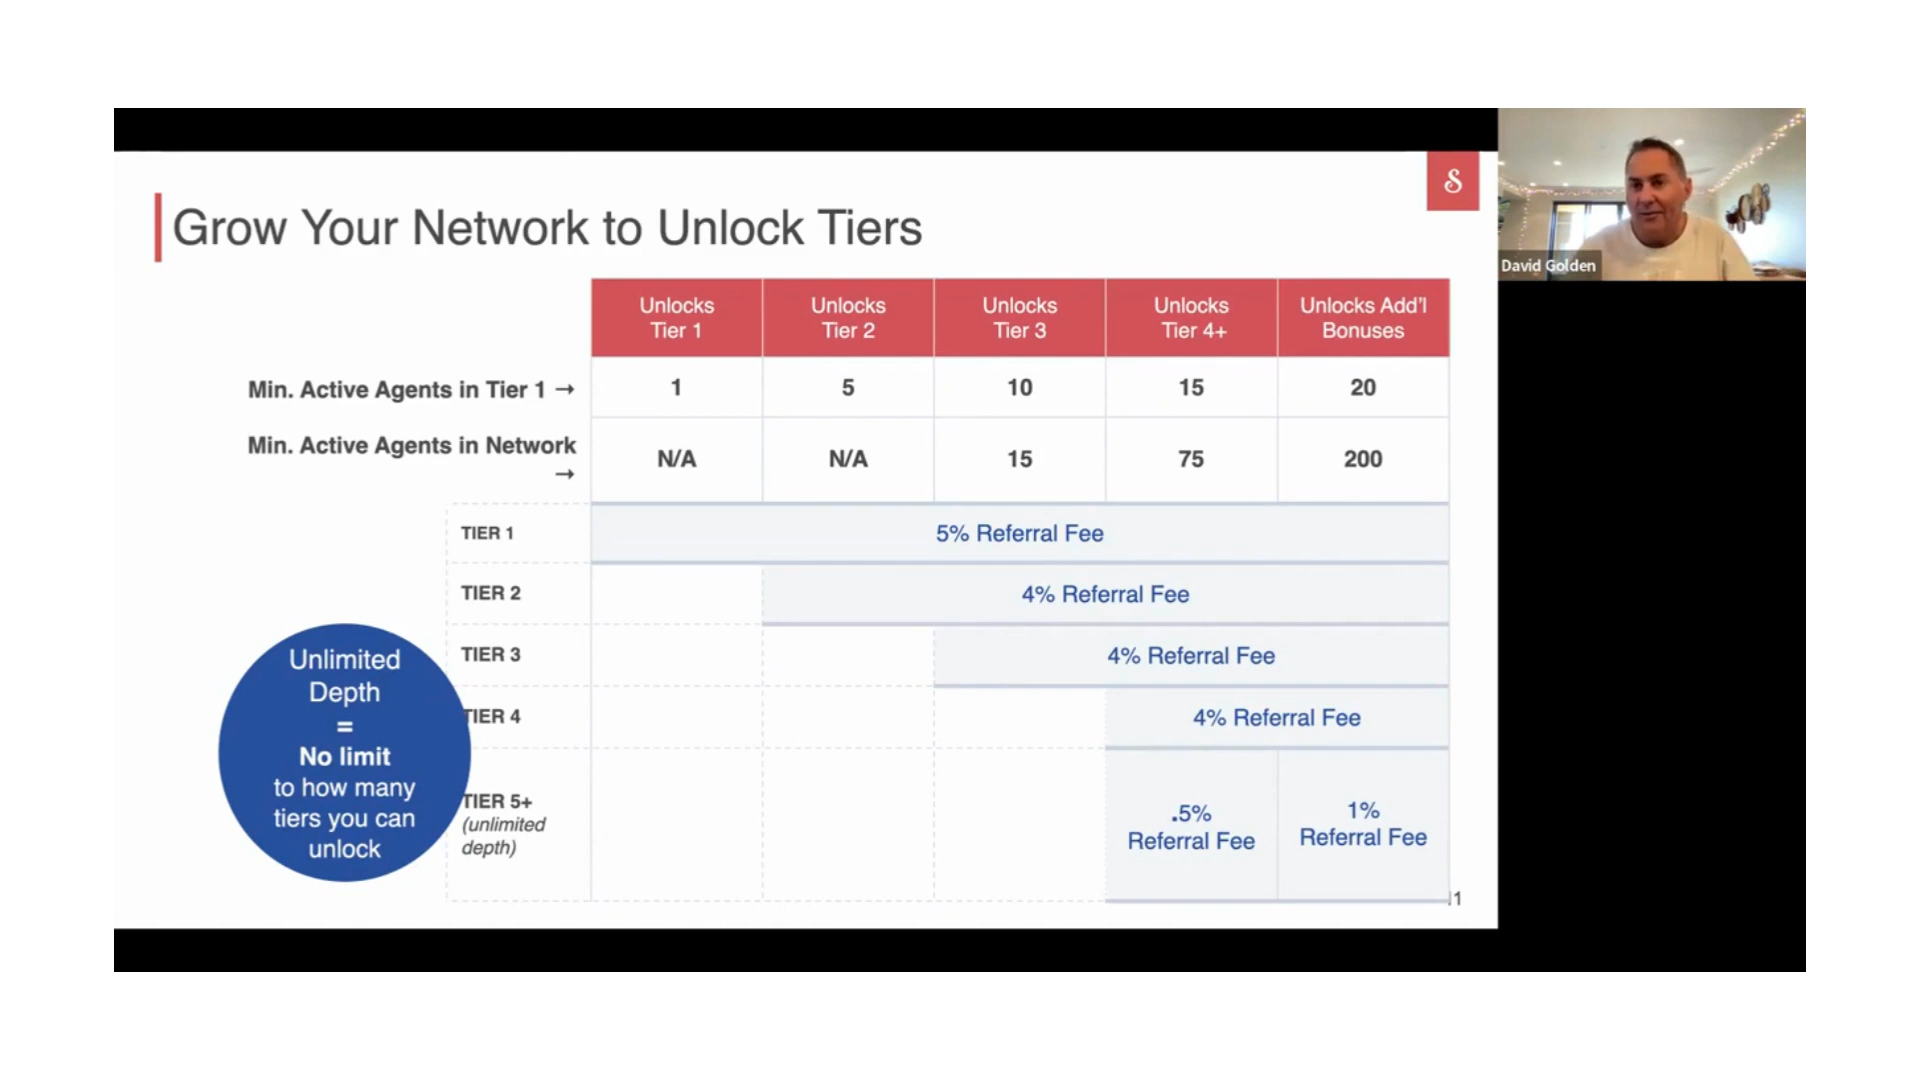 S
Grow Your Network to Unlock Tiers
David Golden
Unlocks Tier 1
Unlocks Tier 2
Unlocks Tier 3
Unlocks Tier 4+
Unlocks Add'l Bonuses
Min. Active Agents in Tier 1 → 1 5 10 15 20
Min. Active Agents in Network → N/A N/A 15 75 200
TIER 1 5% Referral Fee
TIER 2 4% Referral Fee
TIER 3 4% Referral Fee
TIER 4 4% Referral Fee
TIER 5+
(unlimited
depth)
.5%
Referral Fee
1%
Referral Fee
Unlimited
Depth
=
No limit
to how many
tiers you can
unlock
11